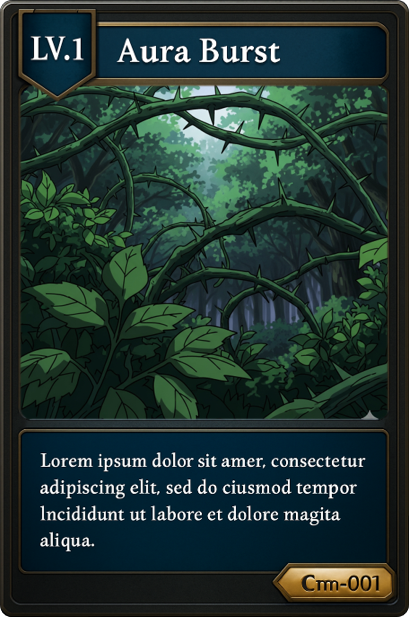 LV.1
Aura Burst
Lorem ipsum dolor sit amer, consectetur
adipiscing elit, sed do ciusmod tempor
lncididunt ut labore et dolore magita
aliqua.
Cтm-001